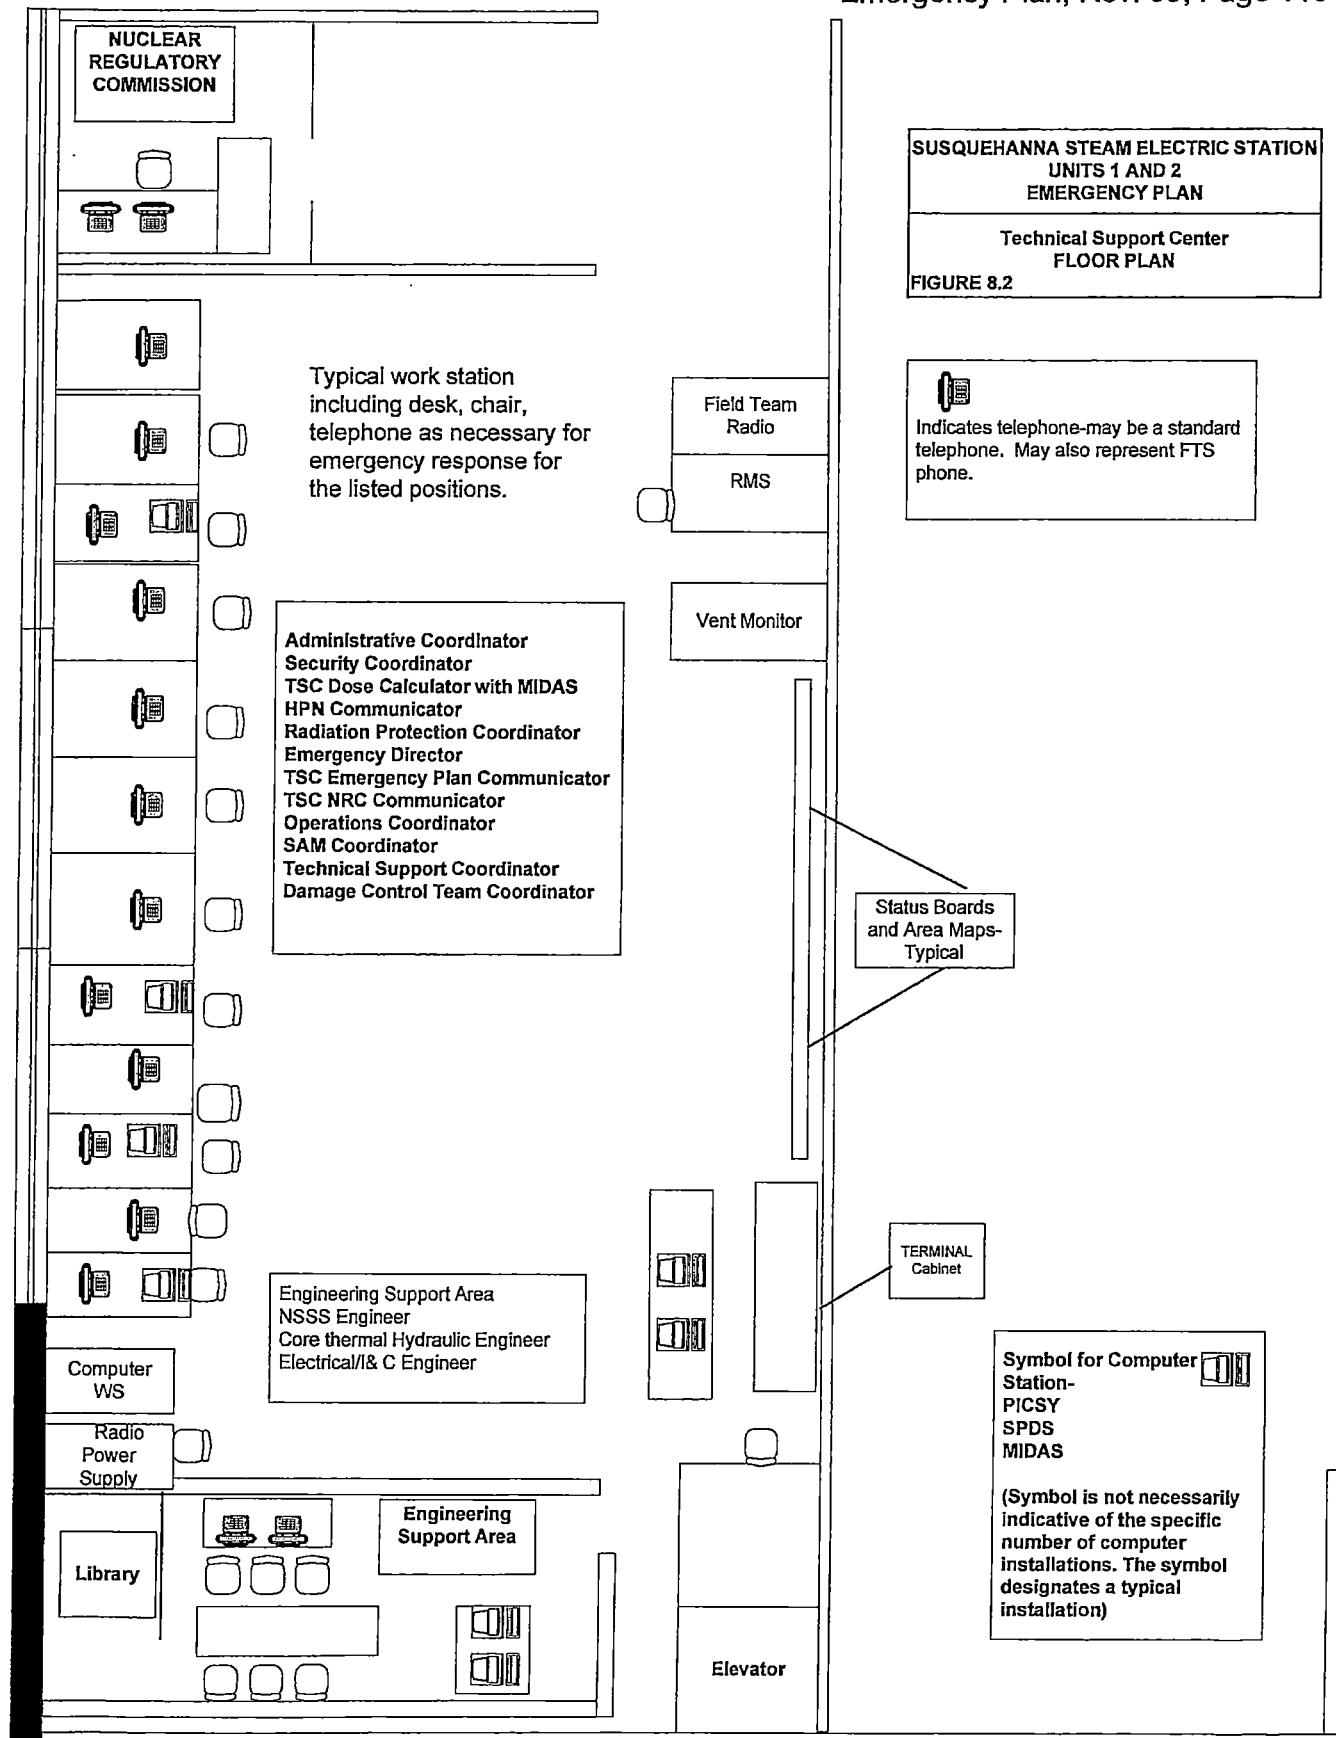 NUCLEAR
REGULATORY
COMMISSION
SUSQUEHANNA STEAM ELECTRIC STATION
UNITS 1 AND 2
EMERGENCY PLAN
Technical Support Center
FLOOR PLAN
FIGURE 8.2
Indicates telephone-may be a standard
telephone. May also represent FTS
phone.
Typical work station
including desk, chair,
telephone as necessary for
emergency response for
the listed positions.
Field Team
Radio
RMS
Vent Monitor
Administrative Coordinator
Security Coordinator
TSC Dose Calculator with MIDAS
HPN Communicator
Radiation Protection Coordinator
Emergency Director
TSC Emergency Plan Communicator
TSC NRC Communicator
Operations Coordinator
SAM Coordinator
Technical Support Coordinator
Damage Control Team Coordinator
Status Boards
and Area Maps-
Typical
TERMINAL
Cabinet
Engineering Support Area
NSSS Engineer
Core thermal Hydraulic Engineer
Electrical/I& C Engineer
Computer
WS
Radio
Power
Supply
Symbol for Computer
Station-
PICSY
SPDS
MIDAS
(Symbol is not necessarily
indicative of the specific
number of computer
installations. The symbol
designates a typical
installation)
Engineering
Support Area
Library
Elevator